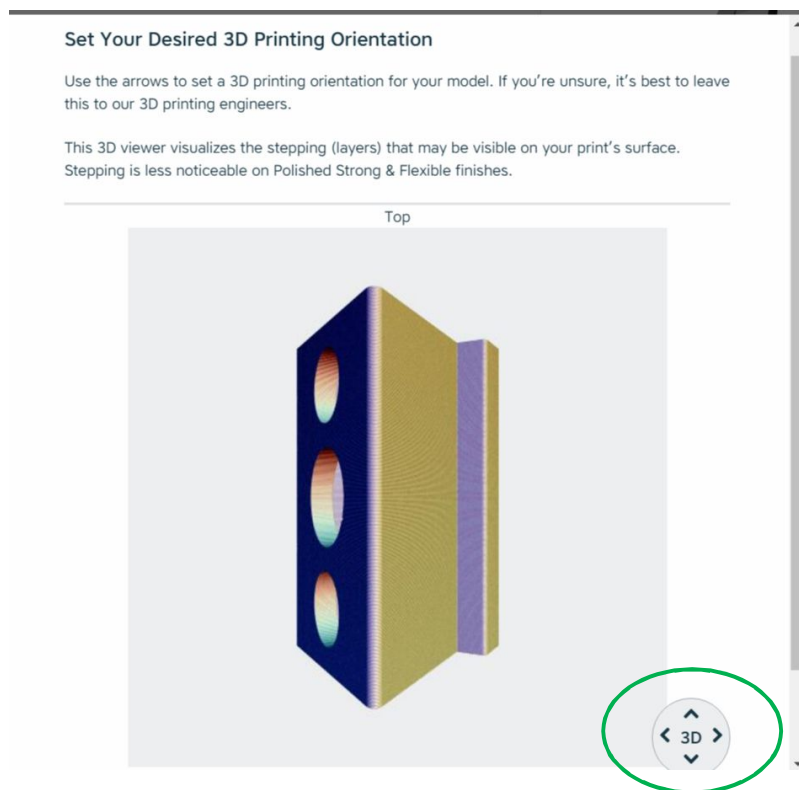 Set Your Desired 3D Printing Orientation
Use the arrows to set a 3D printing orientation for your model. If you’re unsure, it’s best to leave
this to our 3D printing engineers.
This 3D viewer visualizes the stepping (layers) that may be visible on your print’s surface.
Stepping is less noticeable on Polished Strong & Flexible finishes.
Top
3D